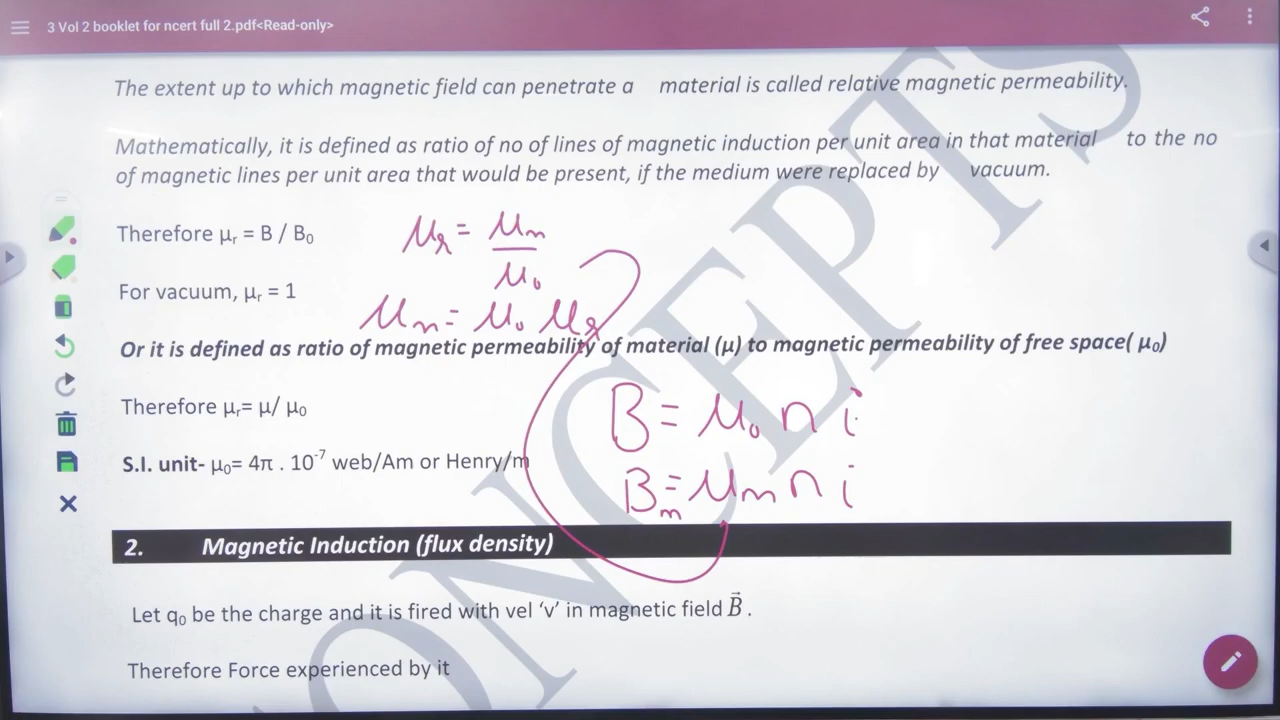 3 Vol 2 booklet for ncert full 2.pdf<Read-only>
The extent up to which magnetic field can penetrate a material is called relative magnetic permeability.
Mathematically, it is defined as ratio of no of lines of magnetic induction per unit area in that material to the no
of magnetic lines per unit area that would be present, if the medium were replaced by vacuum.
Therefore μr = B / B0
μr = μm / μ0
For vacuum, μr = 1
μm = μ0 μr
Or it is defined as ratio of magnetic permeability of material (μ) to magnetic permeability of free space( μ0)
Therefore μr= μ/ μ0
B = μ0 n i
S.I. unit- μ0= 4π . 10-7 web/Am or Henry/m
Bm = μm n i
2. Magnetic Induction (flux density)
Let q0 be the charge and it is fired with vel ‘v’ in magnetic field B⃗ .
Therefore Force experienced by it
CONCEPTS